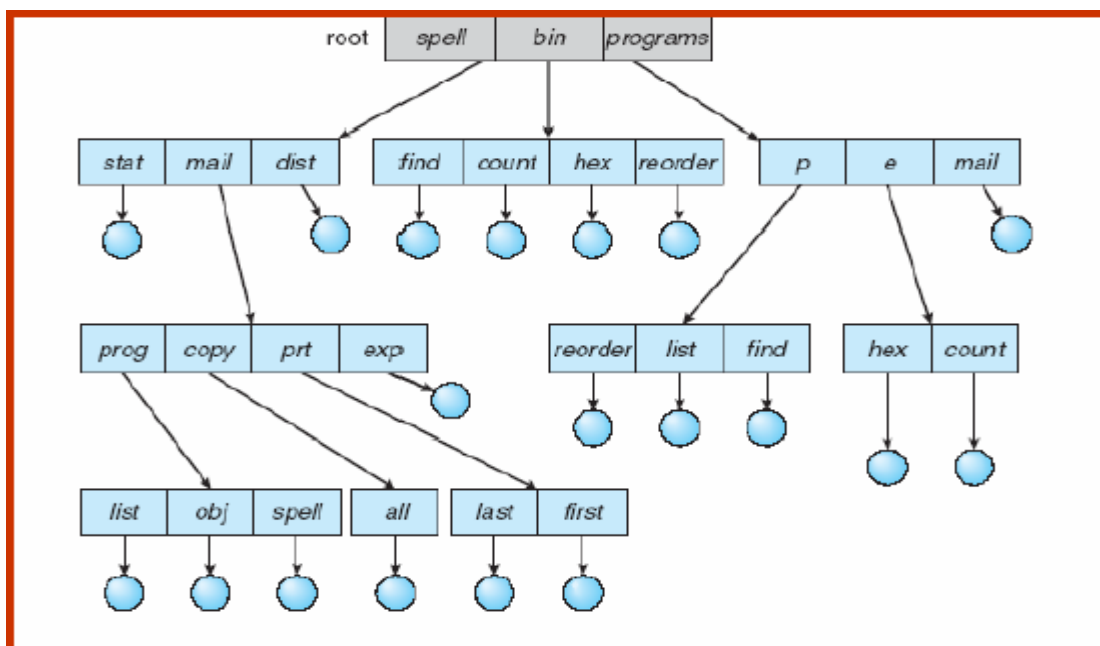 root spell bin programs
stat mail dist find count hex reorder p e mail
prog copy prt exp reorder list find hex count
list obj spell all last first